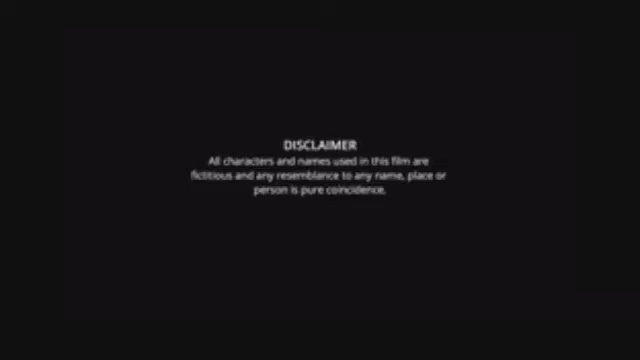 DISCLAIMER
All characters and names used in this film are
fictitious and any resemblance to any name, place or
person is pure coincidence.